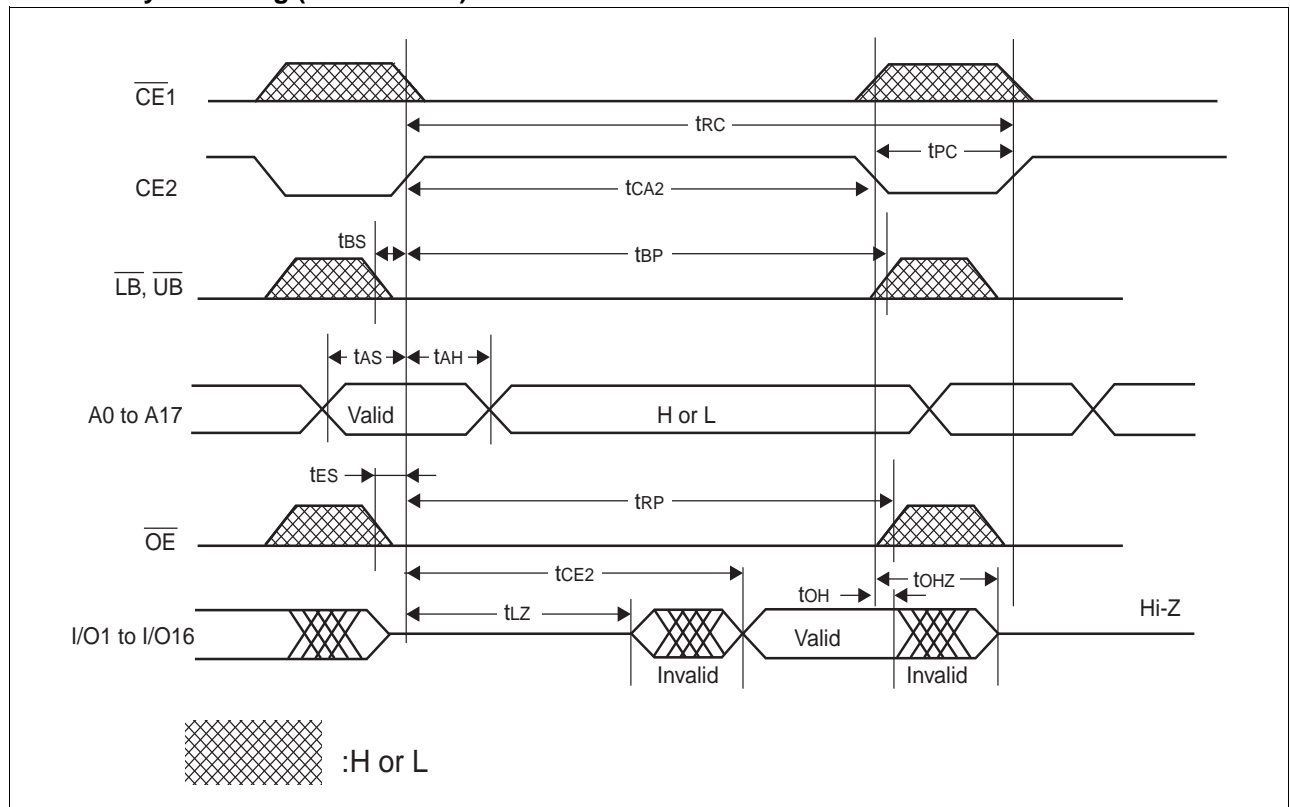 CE1
tRC
tPC
CE2
tCA2
tBS
tBP
LB, UB
tAS
tAH
A0 to A17
Valid
H or L
tES
tRP
OE
tCE2
tOHZ
tOH
Hi-Z
tLZ
I/O1 to I/O16
Valid
Invalid
Invalid
:H or L